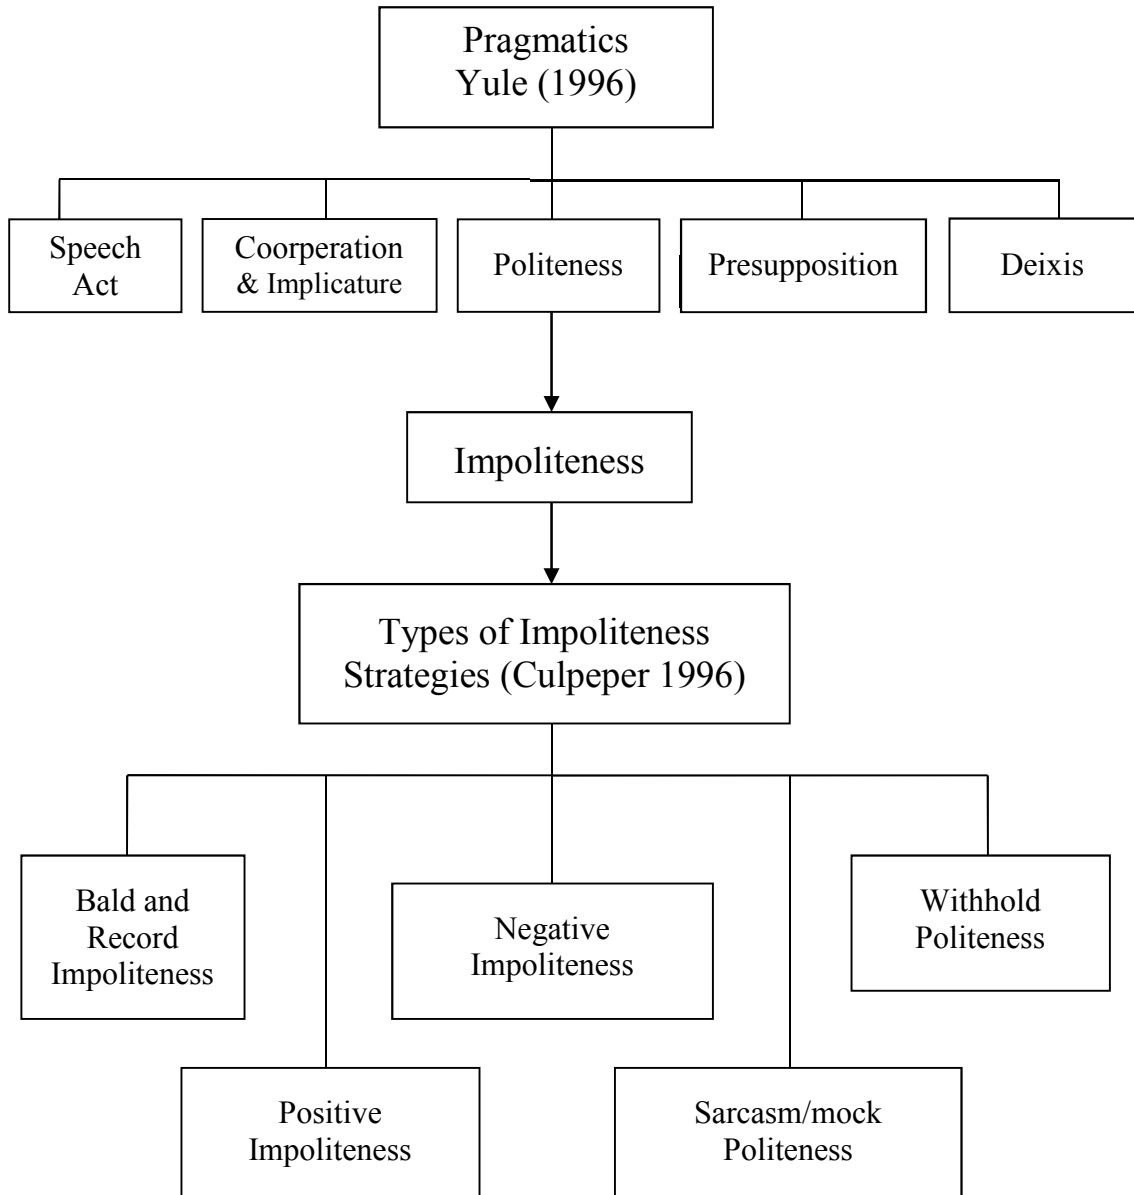 Pragmatics
Yule (1996)
Speech
Act
Coorperation
& Implicature
Politeness
Presupposition
Deixis
Impoliteness
Types of Impoliteness
Strategies (Culpeper 1996)
Bald and
Record
Impoliteness
Negative
Impoliteness
Withhold
Politeness
Positive
Impoliteness
Sarcasm/mock
Politeness